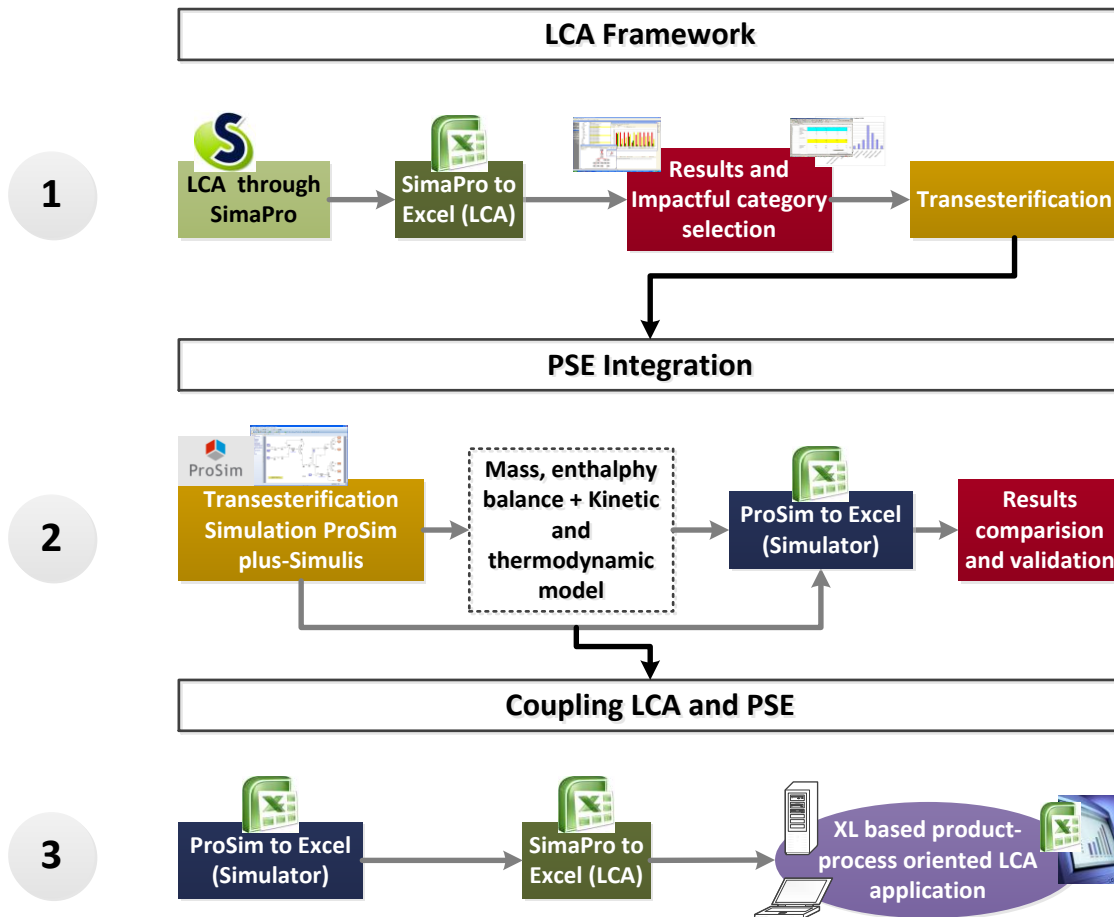 LCA Framework
1
S
LCA through
SimaPro
SimaPro to
Excel (LCA)
Results and
Impactful category
selection
Transesterification
PSE Integration
2
ProSim
Transesterification
Simulation ProSim
plus-Simulis
Mass, enthalphy
balance + Kinetic
and
thermodynamic
model
ProSim to Excel
(Simulator)
Results
comparision
and validation
Coupling LCA and PSE
3
ProSim to Excel
(Simulator)
SimaPro to
Excel (LCA)
XL based product-
process oriented LCA
application